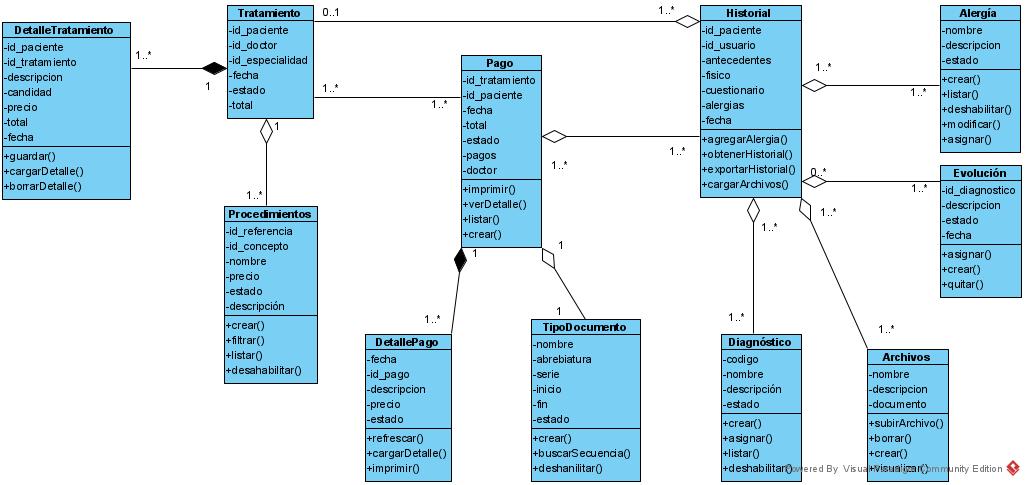 DetalleTratamiento
-id_paciente
-id_tratamiento
-descripcion
-candidad
-precio
-total
-fecha
+guardar()
+cargarDetalle()
+borrarDetalle()
1..*
1
Tratamiento
-id_paciente
-id_doctor
-id_especialidad
-fecha
-estado
-total
0..1
1..*
1..*
1..*
1
1..*
Procedimientos
-id_referencia
-id_concepto
-nombre
-precio
-estado
-descripción
+crear()
+filtrar()
+listar()
+desahabilitar()
Pago
-id_tratamiento
-id_paciente
-fecha
-total
-estado
-pagos
-doctor
+imprimir()
+verDetalle()
+listar()
+crear()
1..*
1..*
1
1..*
1
1
DetallePago
-fecha
-id_pago
-descripcion
-precio
-estado
+refrescar()
+cargarDetalle()
+imprimir()
TipoDocumento
-nombre
-abrebiatura
-serie
-inicio
-fin
-estado
+crear()
+buscarSecuencia()
+deshanilitar()
Historial
-id_paciente
-id_usuario
-antecedentes
-fisico
-cuestionario
-alergias
-fecha
+agregarAlergia()
+obtenerHistorial()
+exportarHistorial()
+cargarArchivos()
1..*
1..*
0..*
1..*
1..*
1..*
1..*
1..*
Alergía
-nombre
-descripcion
-estado
+crear()
+listar()
+deshabilitar()
+modificar()
+asignar()
Evolución
-id_diagnostico
-descripcion
-estado
-fecha
+asignar()
+crear()
+quitar()
Diagnóstico
-codigo
-nombre
-descripción
-estado
+crear()
+asignar()
+listar()
+deshabilitar()
Archivos
-nombre
-descripcion
-documento
+subirArchivo()
+borrar()
+crear()
Powered By Visual Paradigm Community Edition